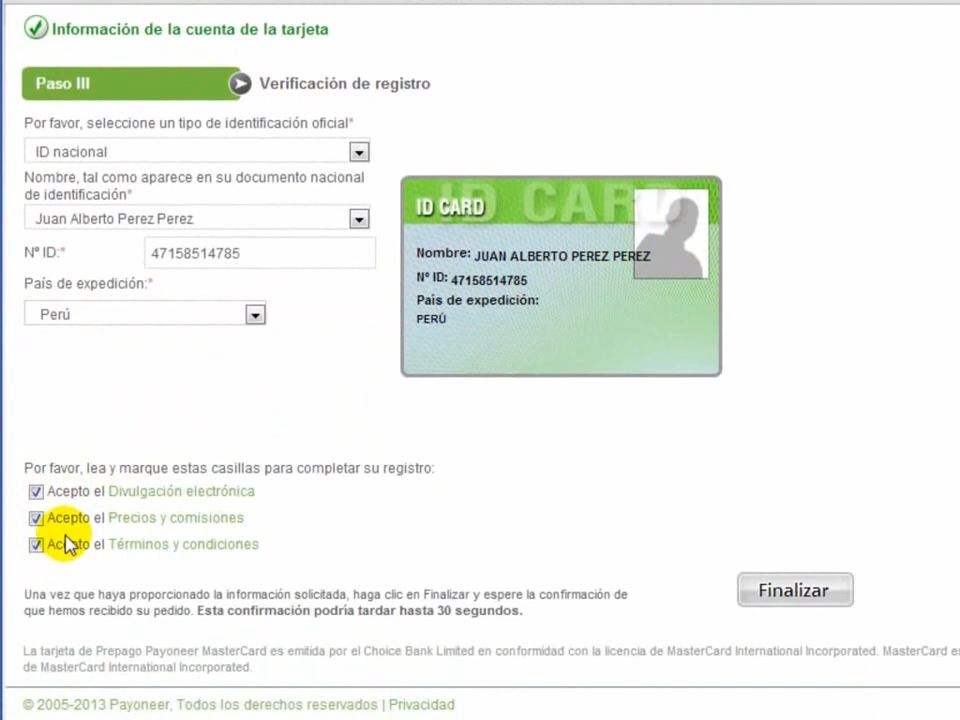 Información de la cuenta de la tarjeta
Paso III
Verificación de registro
Por favor, seleccione un tipo de identificación oficial*
ID nacional
Nombre, tal como aparece en su documento nacional
de identificación*
Juan Alberto Perez Perez
Nº ID:*
47158514785
País de expedición:*
Perú
ID CARD
ID CARD
Nombre: JUAN ALBERTO PEREZ PEREZ
Nº ID: 47158514785
País de expedición:
PERÚ
Por favor, lea y marque estas casillas para completar su registro:
Acepto el Divulgación electrónica
Acepto el Precios y comisiones
Acepto el Términos y condiciones
Una vez que haya proporcionado la información solicitada, haga clic en Finalizar y espere la confirmación de
que hemos recibido su pedido. Esta confirmación podría tardar hasta 30 segundos.
Finalizar
La tarjeta de Prepago Payoneer MasterCard es emitida por el Choice Bank Limited en conformidad con la licencia de MasterCard International Incorporated. MasterCard es
de MasterCard International Incorporated.
© 2005-2013 Payoneer, Todos los derechos reservados | Privacidad